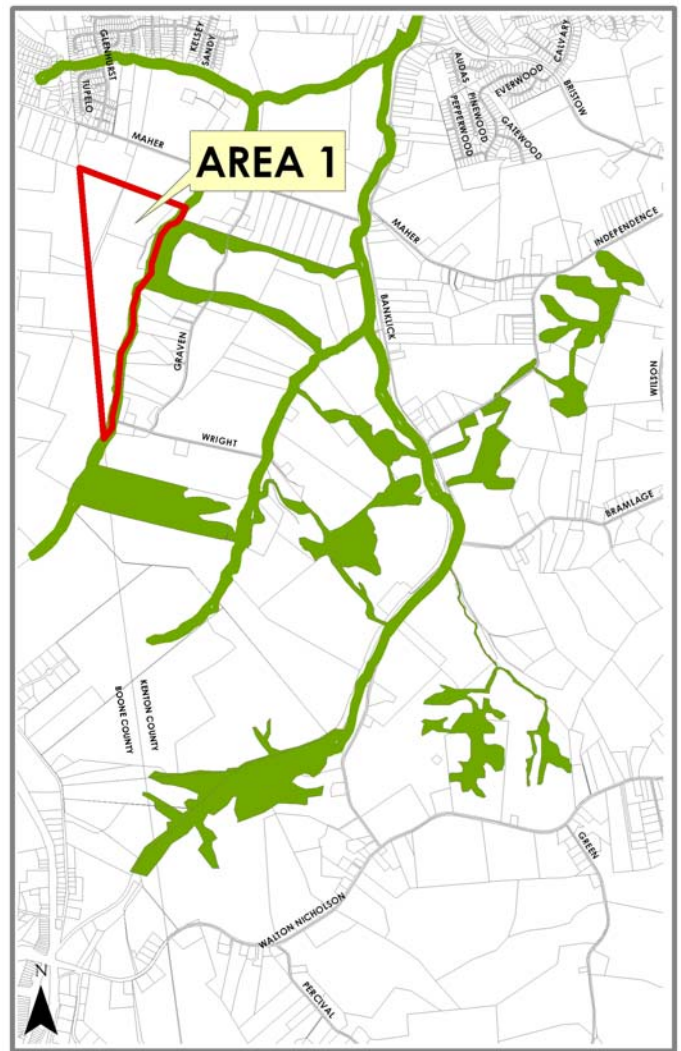 GLENHURST
KELSEY
SANDY
TUPELO
MAHER
AREA 1
AUDAS
PEPPERWOOD
PINEWOOD
EVERWOOD
GATEWOOD
CALVARY
BRISTOW
MAHER
INDEPENDENCE
BANKLICK
GRAVEN
WILSON
WRIGHT
BRAMLAGE
KENTON COUNTY
BOONE COUNTY
GREEN
WALTON NICHOLSON
PERCIVAL
N